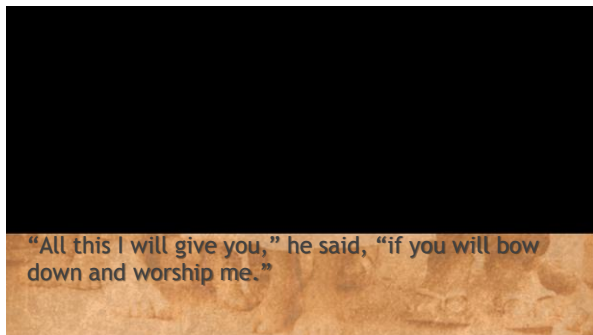 “All this I will give you,” he said, “if you will bow
down and worship me.”